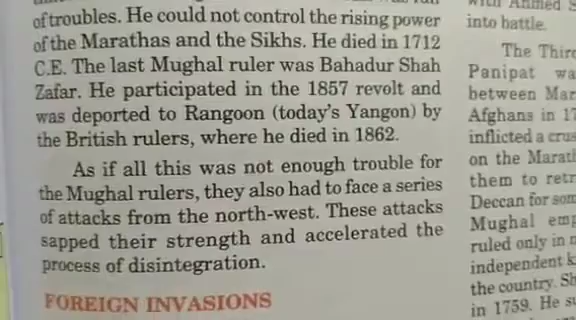 of troubles. He could not control the rising power
of the Marathas and the Sikhs. He died in 1712
C.E. The last Mughal ruler was Bahadur Shah
Zafar. He participated in the 1857 revolt and
was deported to Rangoon (today's Yangon) by
the British rulers, where he died in 1862.
As if all this was not enough trouble for
the Mughal rulers, they also had to face a series
of attacks from the north-west. These attacks
sapped their strength and accelerated the
process of disintegration.
FOREIGN INVASIONS
with Ahmed
into battle.
The
Panipat
between
Afghans in
inflicted a
on the
them to
Deccan for
Mughal
ruled only in
independent
the country.
in 1759. He